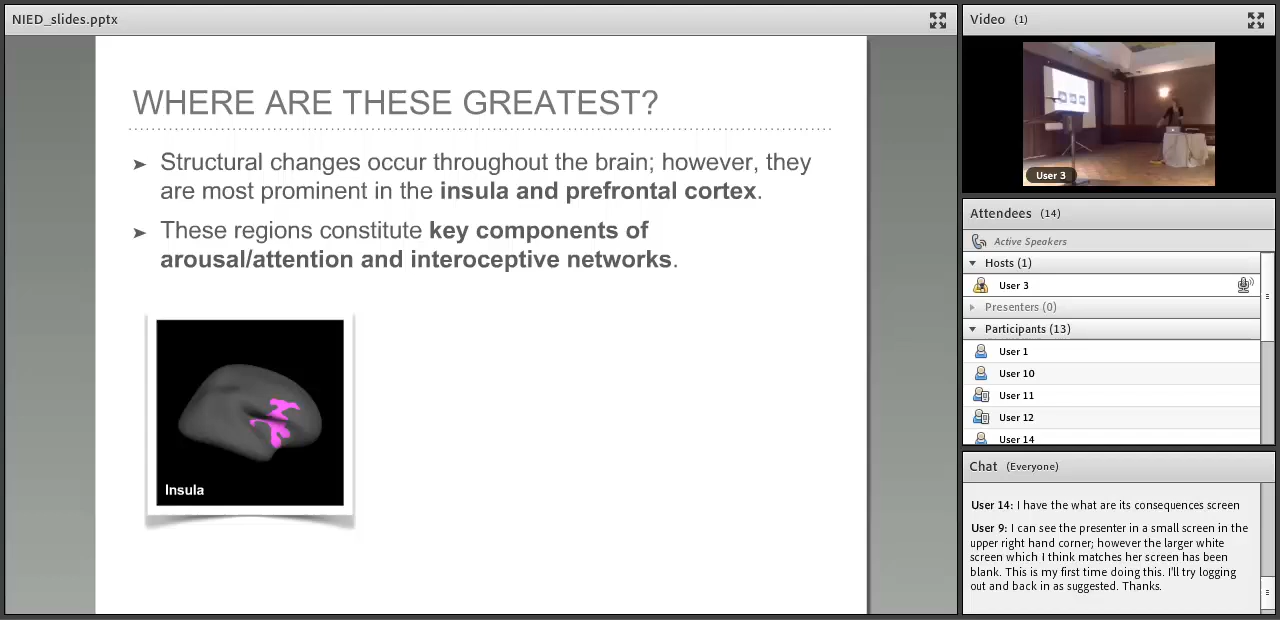 NIED_slides.pptx
WHERE ARE THESE GREATEST?
➤ Structural changes occur throughout the brain; however, they
are most prominent in the insula and prefrontal cortex.
➤ These regions constitute key components of
arousal/attention and interoceptive networks.
Insula
Video (1)
User 3
Attendees (14)
Active Speakers
Hosts (1)
User 3
Presenters (0)
Participants (13)
User 1
User 10
User 11
User 12
User 14
Chat (Everyone)
User 14: I have the what are its consequences screen
User 9: I can see the presenter in a small screen in the
upper right hand corner; however the larger white
screen which I think matches her screen has been
blank. This is my first time doing this. I'll try logging
out and back in as suggested. Thanks.